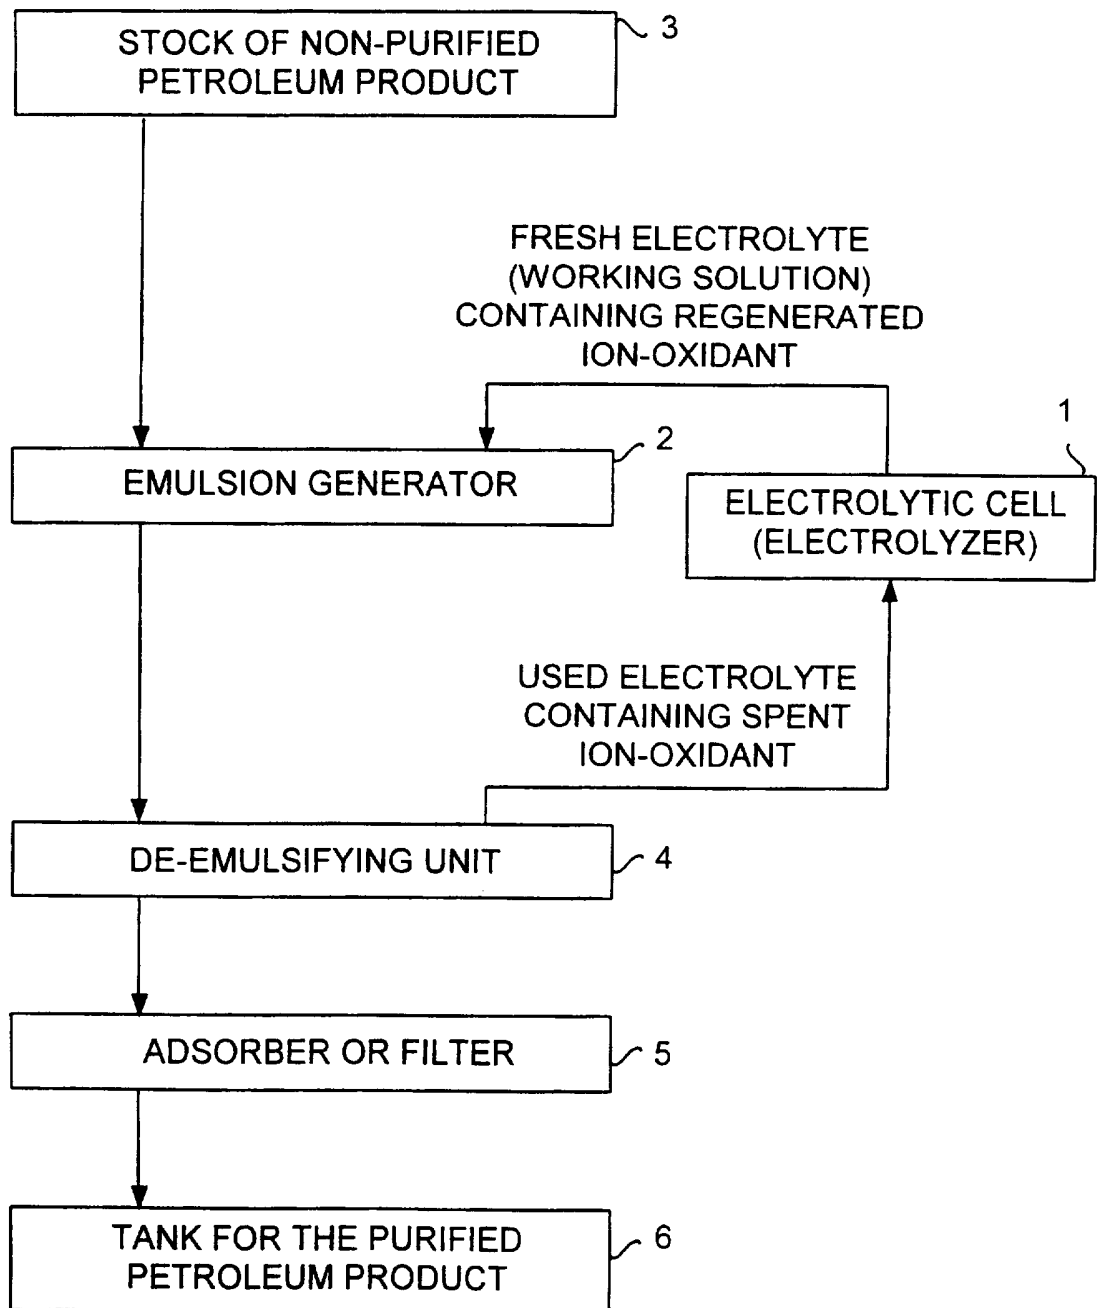 STOCK OF NON-PURIFIED
PETROLEUM PRODUCT
3
FRESH ELECTROLYTE
(WORKING SOLUTION)
CONTAINING REGENERATED
ION-OXIDANT
EMULSION GENERATOR
2
1
ELECTROLYTIC CELL
(ELECTROLYZER)
USED ELECTROLYTE
CONTAINING SPENT
ION-OXIDANT
DE-EMULSIFYING UNIT
4
ADSORBER OR FILTER
5
TANK FOR THE PURIFIED
PETROLEUM PRODUCT
6